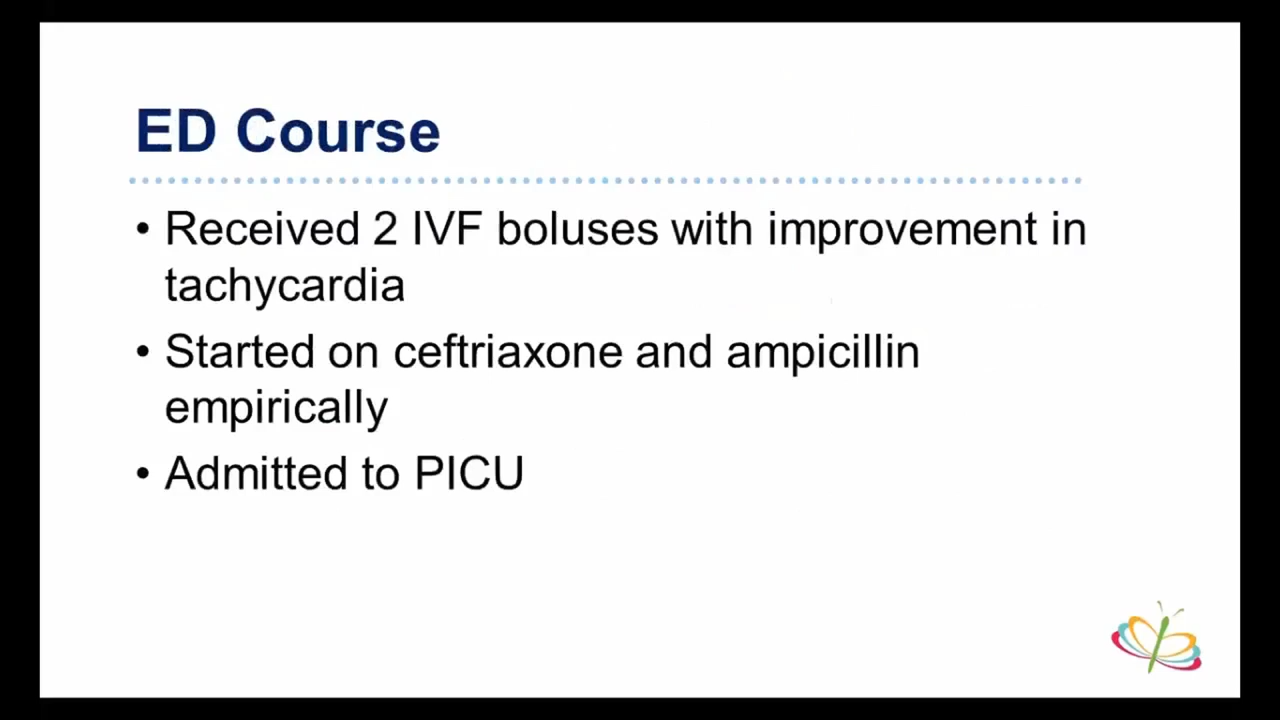 ED Course
• Received 2 IVF boluses with improvement in
tachycardia
• Started on ceftriaxone and ampicillin
empirically
• Admitted to PICU